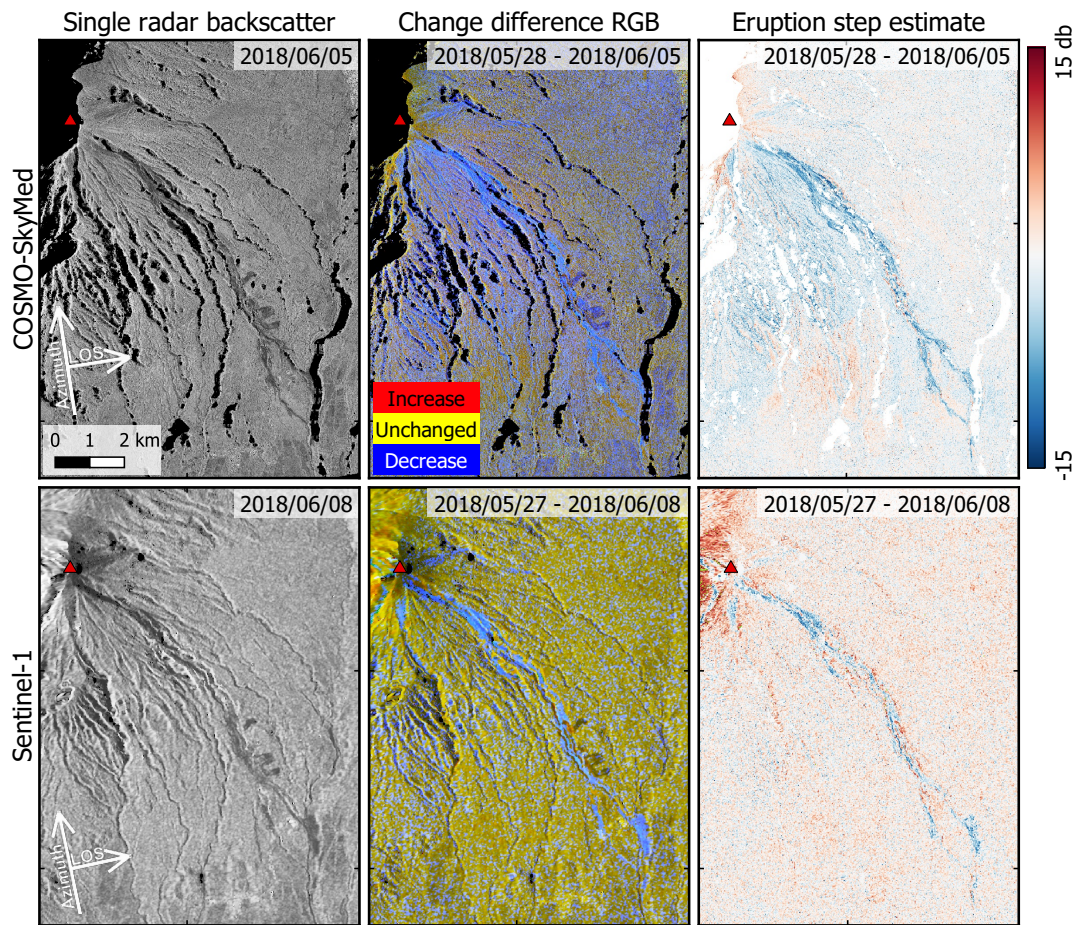 Single radar backscatter
Change difference RGB
Eruption step estimate
COSMO-SkyMed
2018/06/05
2018/05/28 - 2018/06/05
2018/05/28 - 2018/06/05
15 db
-15
Azimuth
LOS
0 1 2 km
Increase
Unchanged
Decrease
Sentinel-1
2018/06/08
2018/05/27 - 2018/06/08
2018/05/27 - 2018/06/08
Azimuth
LOS